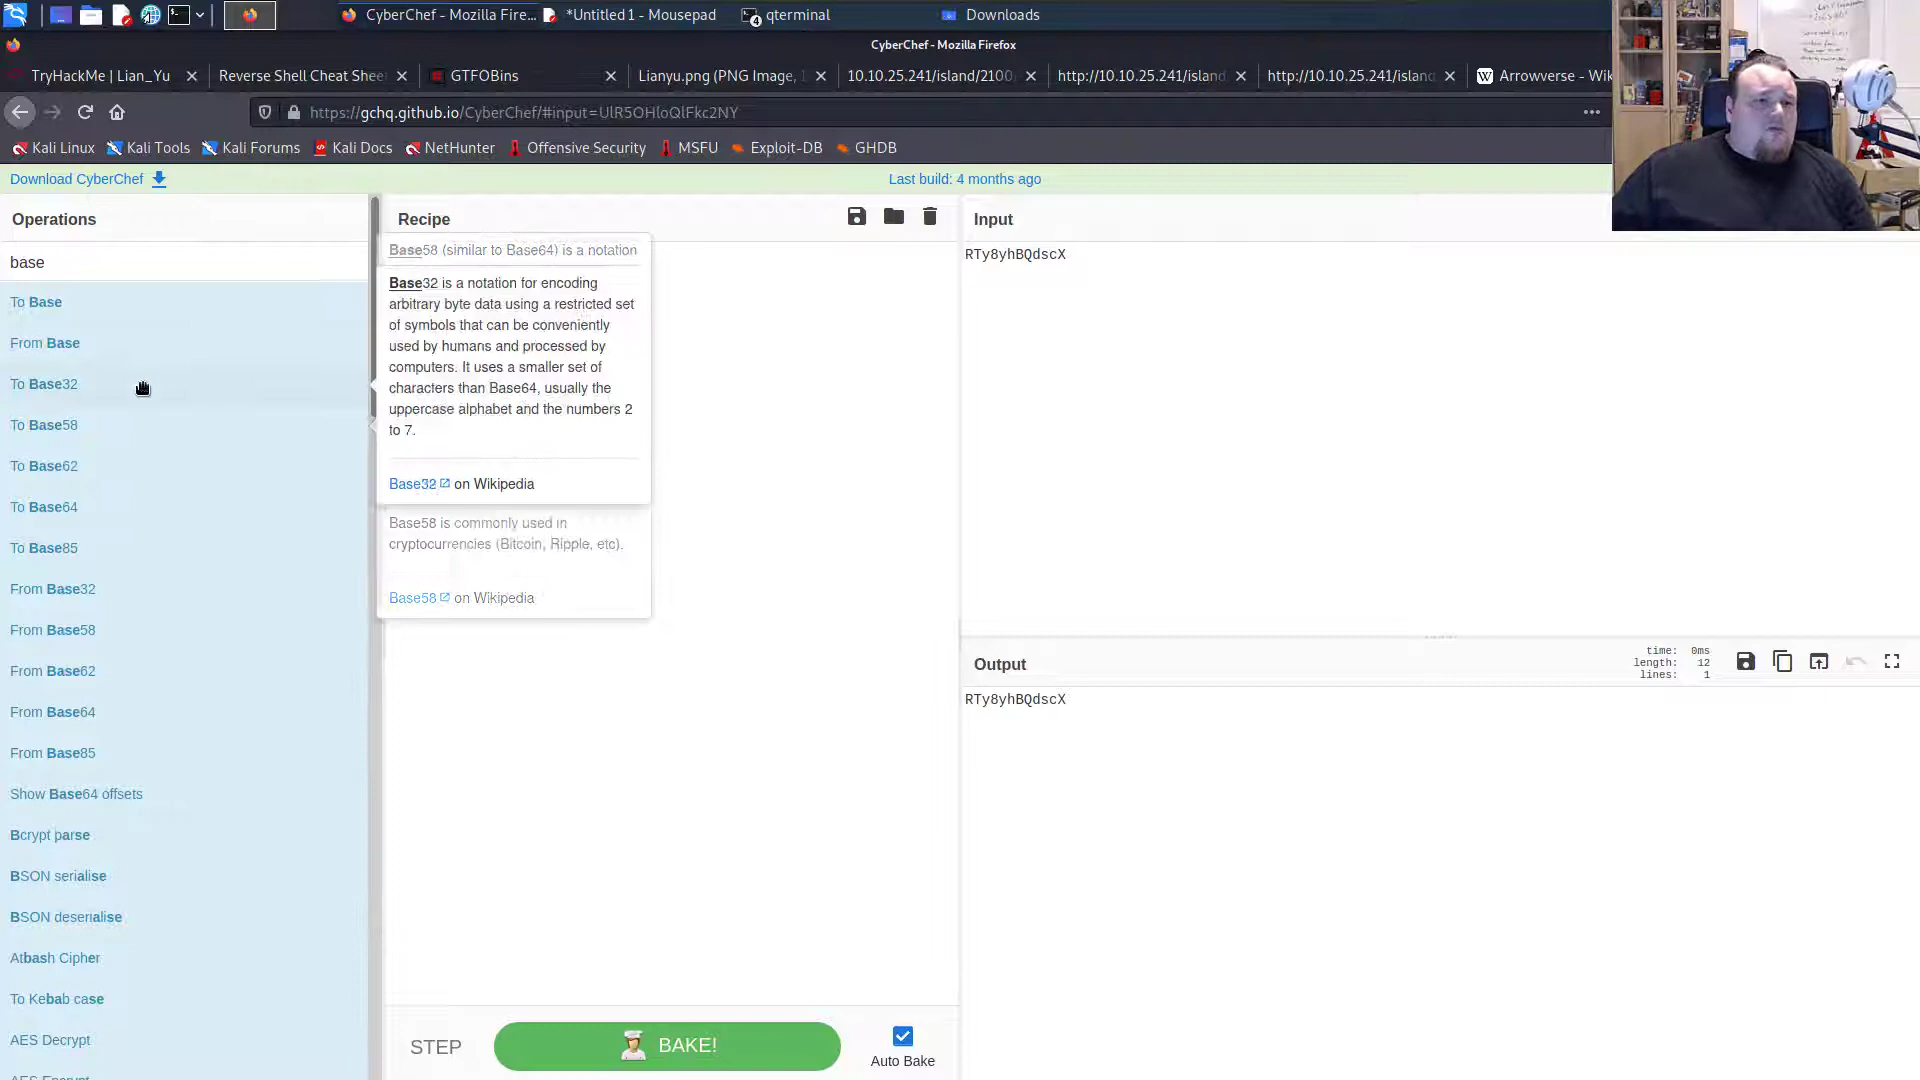 CyberChef - Mozilla Fire...
*Untitled 1 - Mousepad
4
qterminal
Downloads
CyberChef - Mozilla Firefox
TryHackMe | Lian_Yu
Reverse Shell Cheat Shee
GTFOBins
Lianyu.png (PNG Image,
10.10.25.241/island/2100
http://10.10.25.241/island
http://10.10.25.241/island
Arrowverse - Wik
https://gchq.github.io/CyberChef/#input=UlR5OHloQlFkc2NY
Kali Linux
Kali Tools
Kali Forums
Kali Docs
NetHunter
Offensive Security
MSFU
Exploit-DB
GHDB
Download CyberChef
Last build: 4 months ago
Operations
base
To Base
From Base
To Base32
To Base58
To Base62
To Base64
To Base85
From Base32
From Base58
From Base62
From Base64
From Base85
Show Base64 offsets
Bcrypt parse
BSON serialise
BSON deserialise
Atbash Cipher
To Kebab case
AES Decrypt
AES Encrypt
Recipe
Base58 (similar to Base64) is a notation
Base32 is a notation for encoding
arbitrary byte data using a restricted set
of symbols that can be conveniently
used by humans and processed by
computers. It uses a smaller set of
characters than Base64, usually the
uppercase alphabet and the numbers 2
to 7.
Base32 on Wikipedia
Base58 is commonly used in
cryptocurrencies (Bitcoin, Ripple, etc).
Base58 on Wikipedia
STEP
BAKE!
Auto Bake
Input
RTy8yhBQdscX
Output
time: 0ms
length: 12
lines: 1
RTy8yhBQdscX